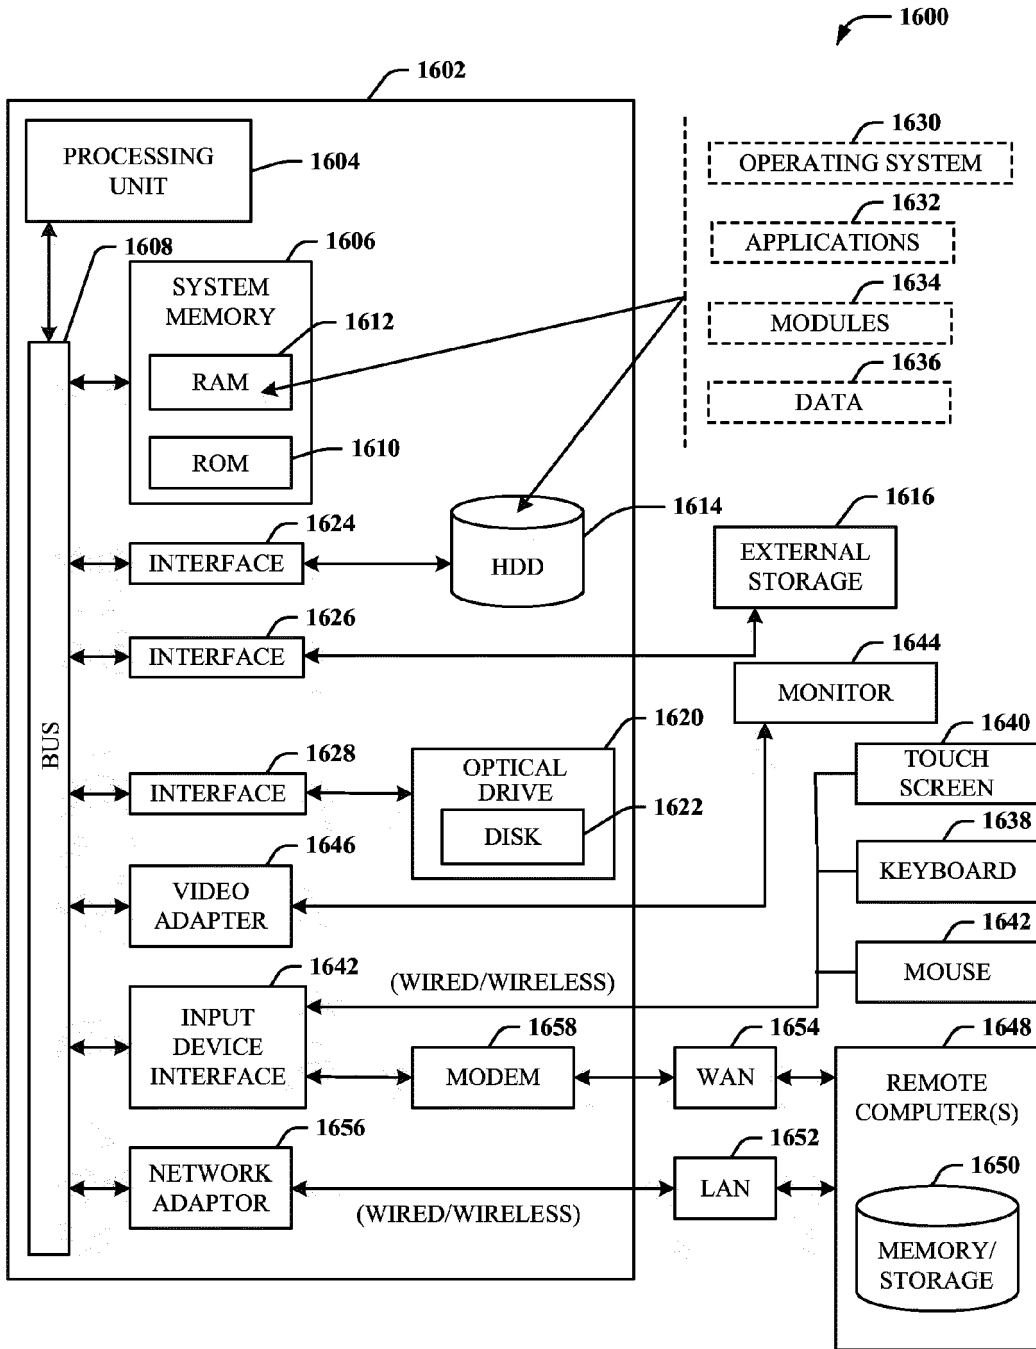 1600
1602
PROCESSING
UNIT
1604
1630
OPERATING SYSTEM
1632
APPLICATIONS
1634
MODULES
1636
DATA
1608
1606
SYSTEM
MEMORY
1612
RAM
1610
ROM
1624
INTERFACE
1614
HDD
1616
EXTERNAL
STORAGE
1626
INTERFACE
1644
MONITOR
BUS
1628
INTERFACE
1620
OPTICAL
DRIVE
1622
DISK
1640
TOUCH
SCREEN
1638
KEYBOARD
1642
MOUSE
1646
VIDEO
ADAPTER
1642
INPUT
DEVICE
INTERFACE
(WIRED/WIRELESS)
1658
MODEM
1654
WAN
1648
REMOTE
COMPUTER(S)
1656
NETWORK
ADAPTOR
(WIRED/WIRELESS)
1652
LAN
1650
MEMORY/
STORAGE